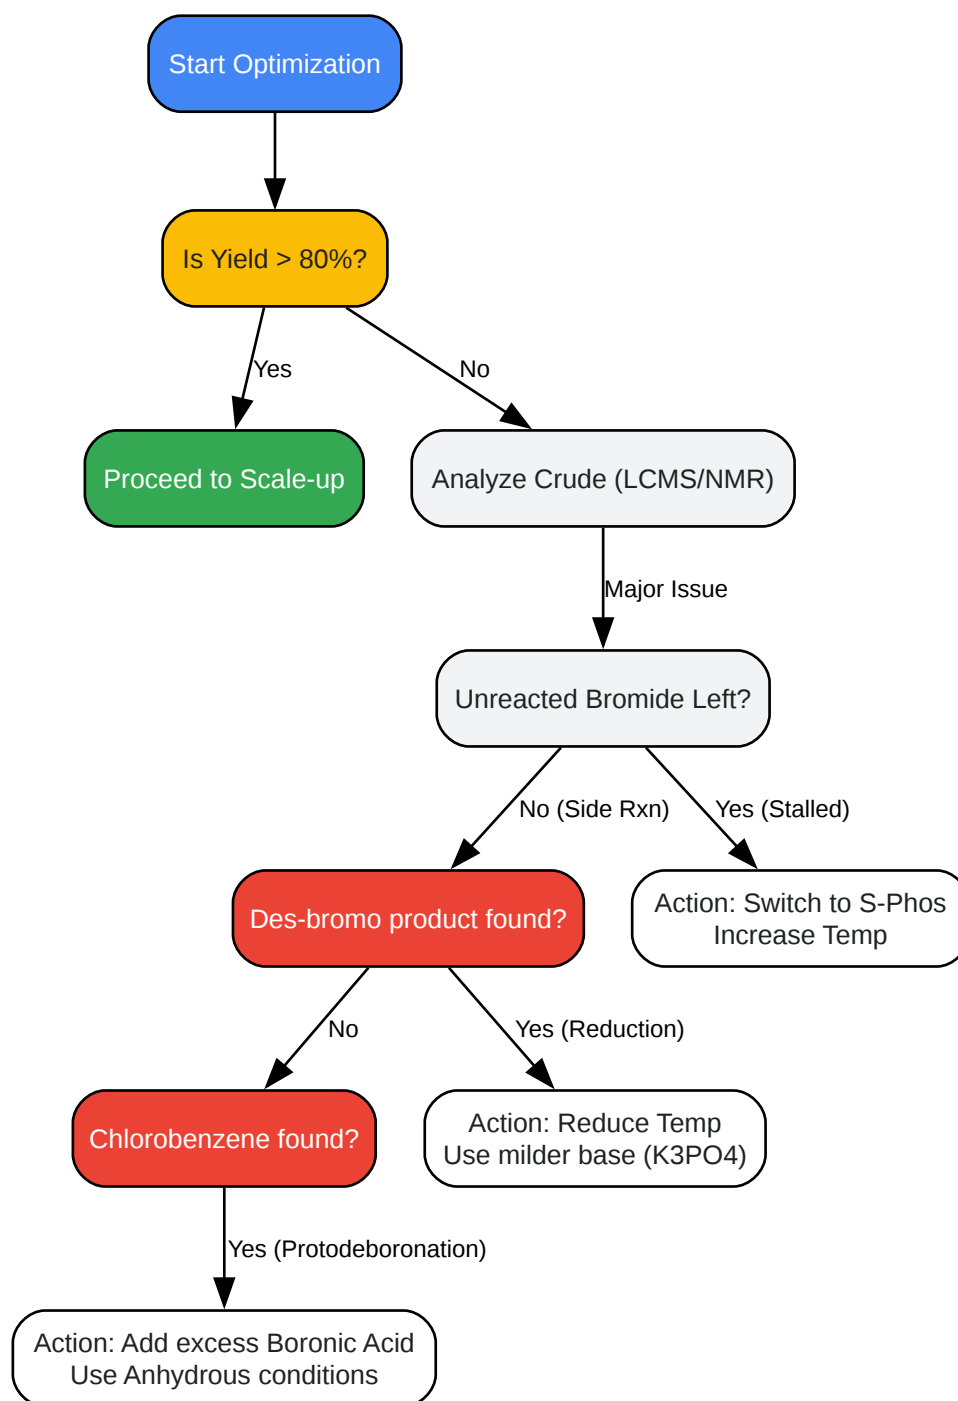 Start Optimization
Is Yield > 80%?
Yes
No
Proceed to Scale-up
Analyze Crude (LCMS/NMR)
Major Issue
Unreacted Bromide Left?
No (Side Rxn)
Yes (Stalled)
Des-bromo product found?
Action: Switch to S-Phos
Increase Temp
No
Yes (Reduction)
Chlorobenzene found?
Action: Reduce Temp
Use milder base (K3PO4)
Yes (Protodeboronation)
Action: Add excess Boronic Acid
Use Anhydrous conditions